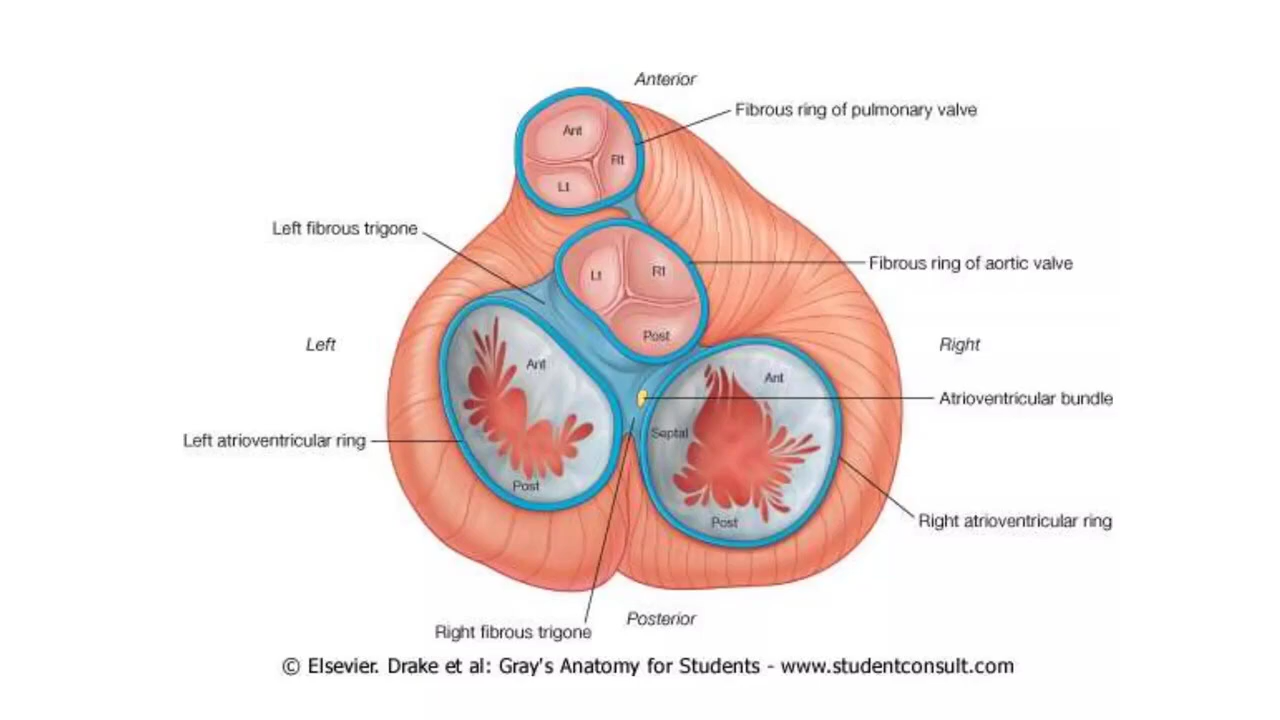 Anterior
Fibrous ring of pulmonary valve
Ant
Rt
Lt
Left fibrous trigone
Fibrous ring of aortic valve
Lt
Rt
Post
Left
Right
Ant
Ant
Atrioventricular bundle
Septal
Left atrioventricular ring
Post
Post
Right atrioventricular ring
Posterior
Right fibrous trigone
© Elsevier. Drake et al: Gray's Anatomy for Students - www.studentconsult.com